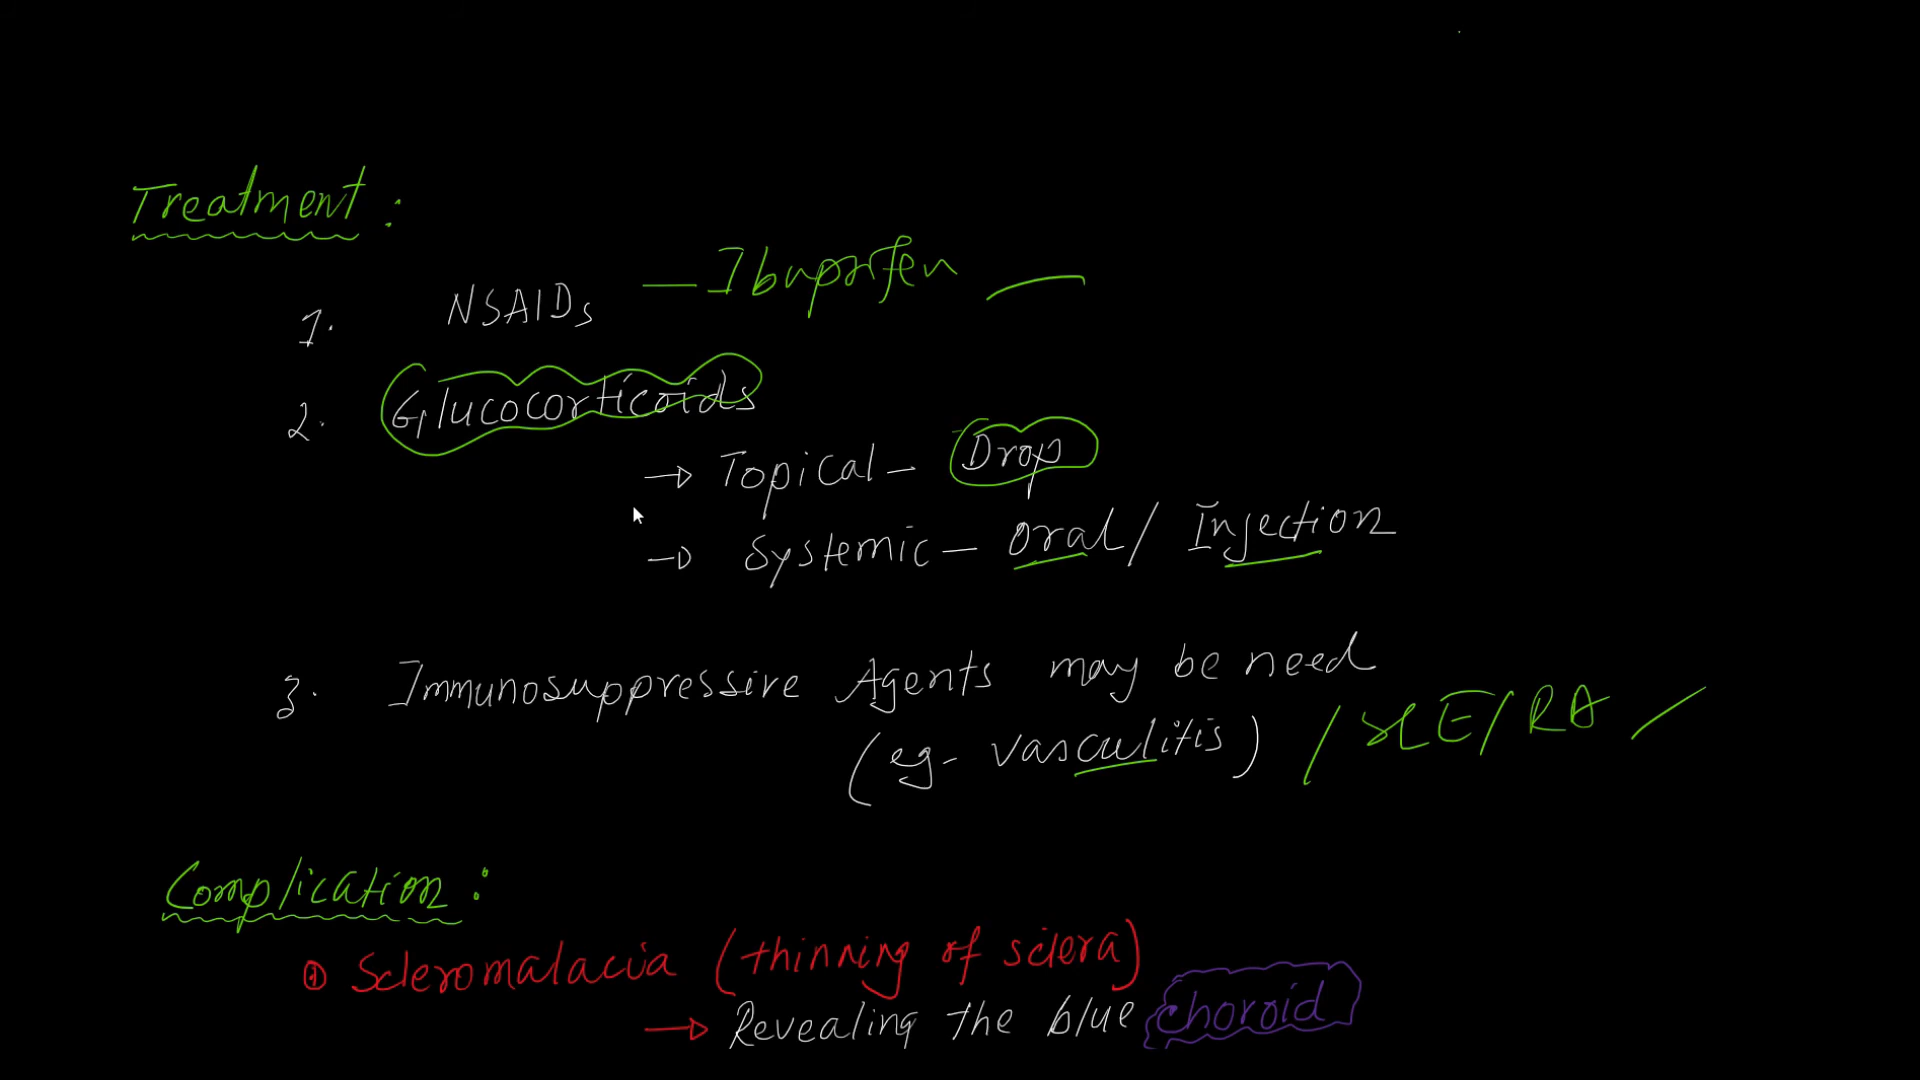 Treatment :
1. NSAIDs — Ibuprofen
2. Glucocorticoids
→ Topical – Drop
→ Systemic – Oral / Injection
3. Immunosuppressive Agents may be need
(eg- vasculitis) / SLE/RA
Complication :
① Scleromalacia (thinning of sclera)
→ Revealing the blue choroid